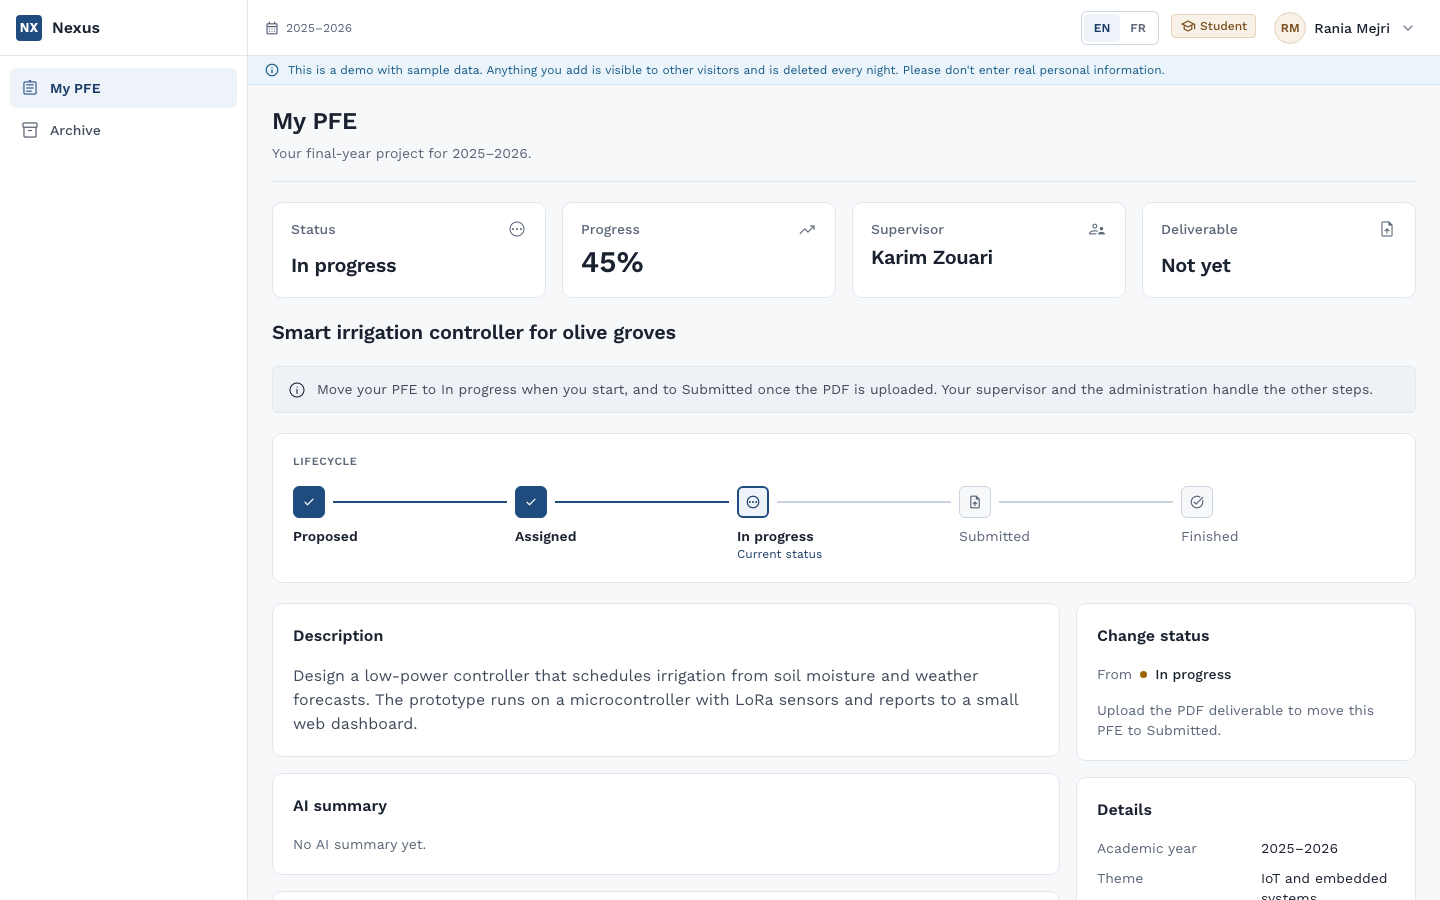 NX Nexus
2025–2026
EN FR
Student
RM Rania Mejri
This is a demo with sample data. Anything you add is visible to other visitors and is deleted every night. Please don't enter real personal information.
My PFE
Archive
My PFE
Your final-year project for 2025–2026.
Status
In progress
Progress
45%
Supervisor
Karim Zouari
Deliverable
Not yet
Smart irrigation controller for olive groves
Move your PFE to In progress when you start, and to Submitted once the PDF is uploaded. Your supervisor and the administration handle the other steps.
LIFECYCLE
Proposed
Assigned
In progress
Current status
Submitted
Finished
Description
Design a low-power controller that schedules irrigation from soil moisture and weather
forecasts. The prototype runs on a microcontroller with LoRa sensors and reports to a small
web dashboard.
AI summary
No AI summary yet.
Change status
From In progress
Upload the PDF deliverable to move this
PFE to Submitted.
Details
Academic year 2025–2026
Theme IoT and embedded
systems